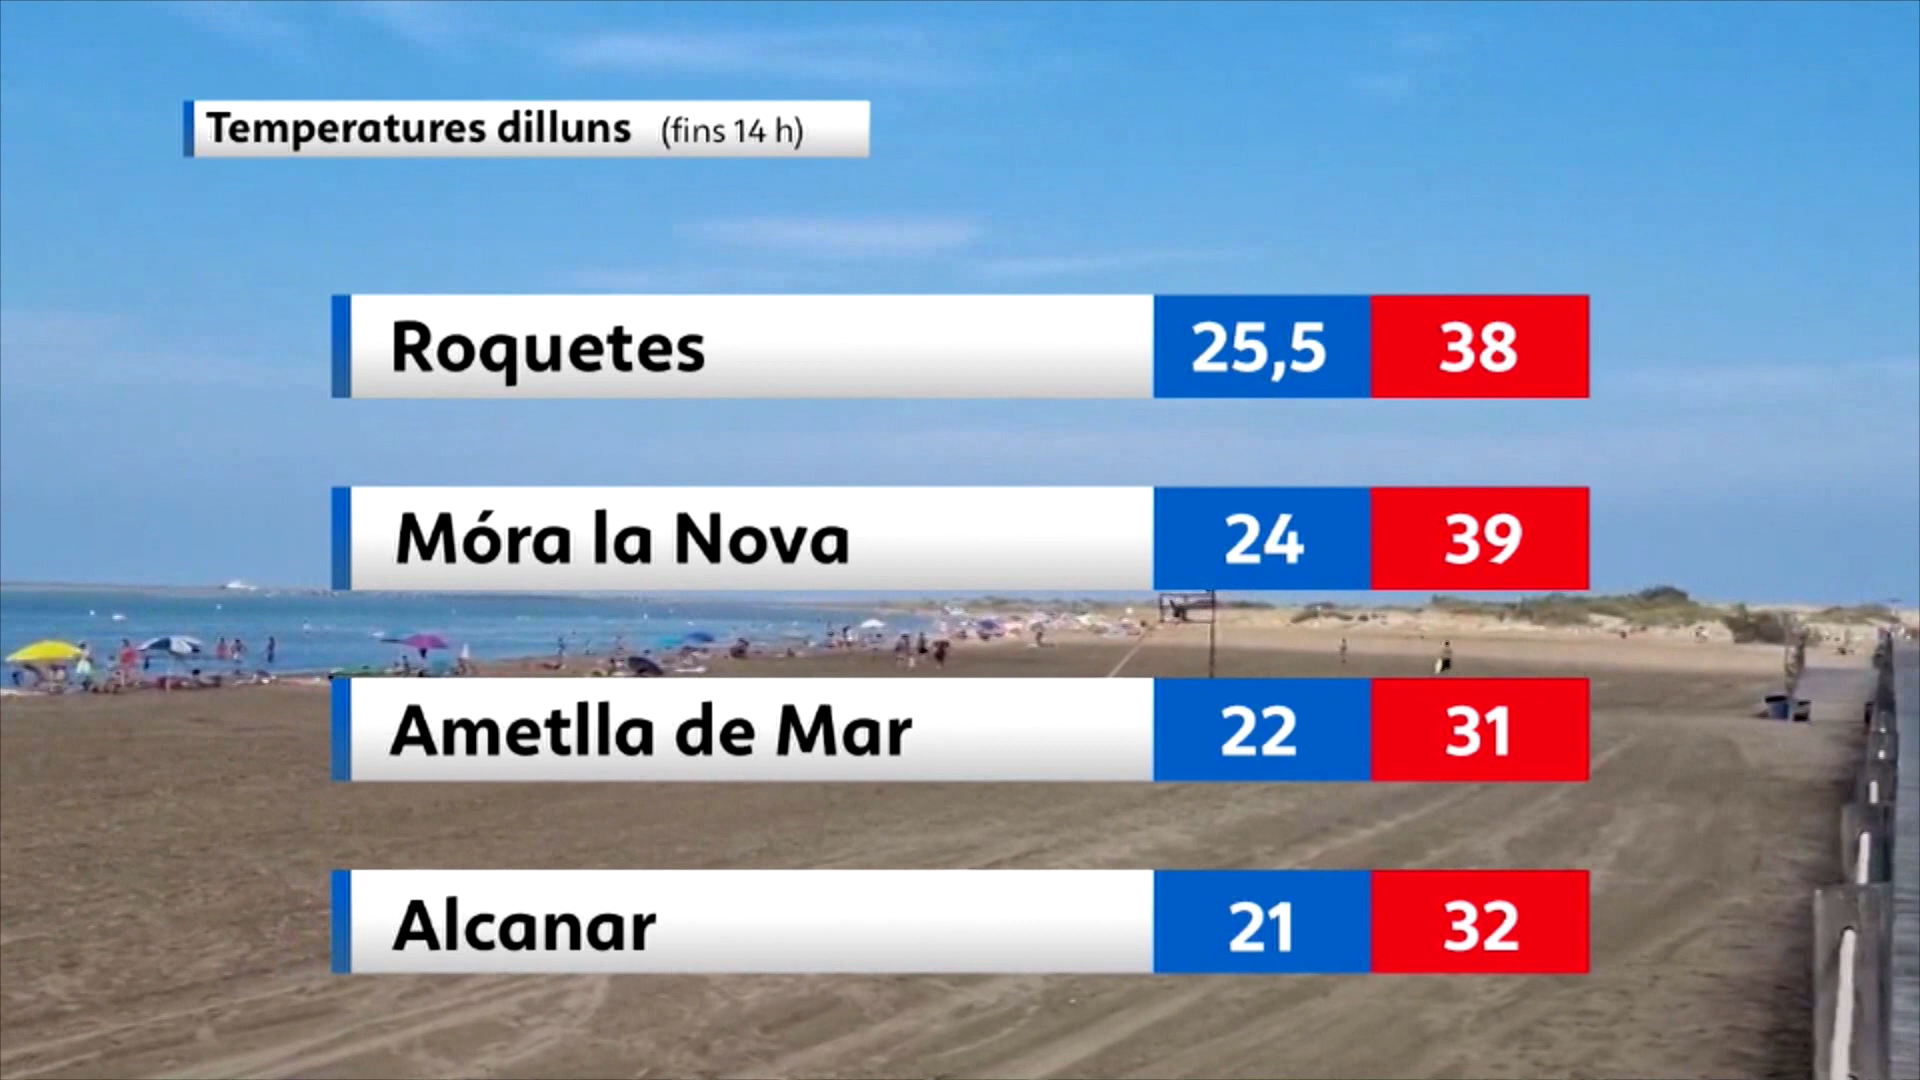 Temperatures dilluns (fins 14 h)
Roquetes 25,5 38
Móra la Nova 24 39
Ametlla de Mar 22 31
Alcanar 21 32